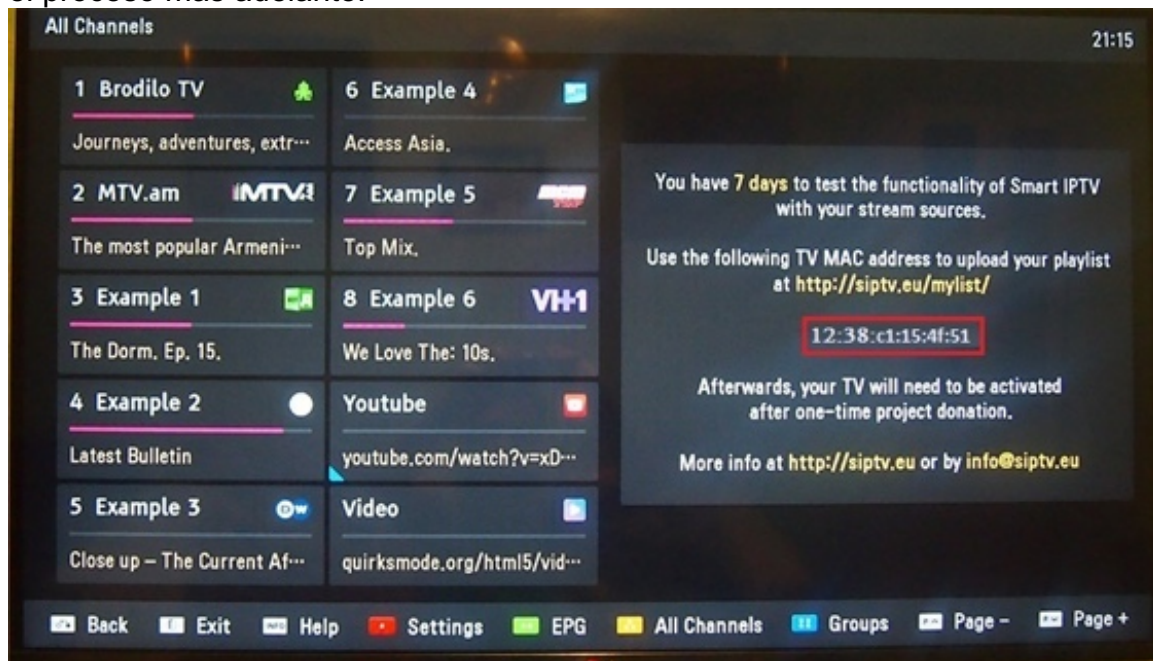 el proceso más adelante.
All Channels
21:15
1 Brodilo TV
Journeys, adventures, extr···
2 MTV.am
The most popular Armeni···
3 Example 1
The Dorm. Ep. 15.
4 Example 2
Latest Bulletin
5 Example 3
DW
Close up – The Current Af···
6 Example 4
Access Asia.
7 Example 5
Top Mix.
8 Example 6
VH1
We Love The: 10s.
Youtube
youtube.com/watch?v=xD···
Video
quirksmode.org/html5/vid···
You have 7 days to test the functionality of Smart IPTV
with your stream sources.
Use the following TV MAC address to upload your playlist
at http://siptv.eu/mylist/
12:38:c1:15:4f:51
Afterwards, your TV will need to be activated
after one-time project donation.
More info at http://siptv.eu or by info@siptv.eu
Back Exit Help Settings EPG All Channels Groups Page – Page +